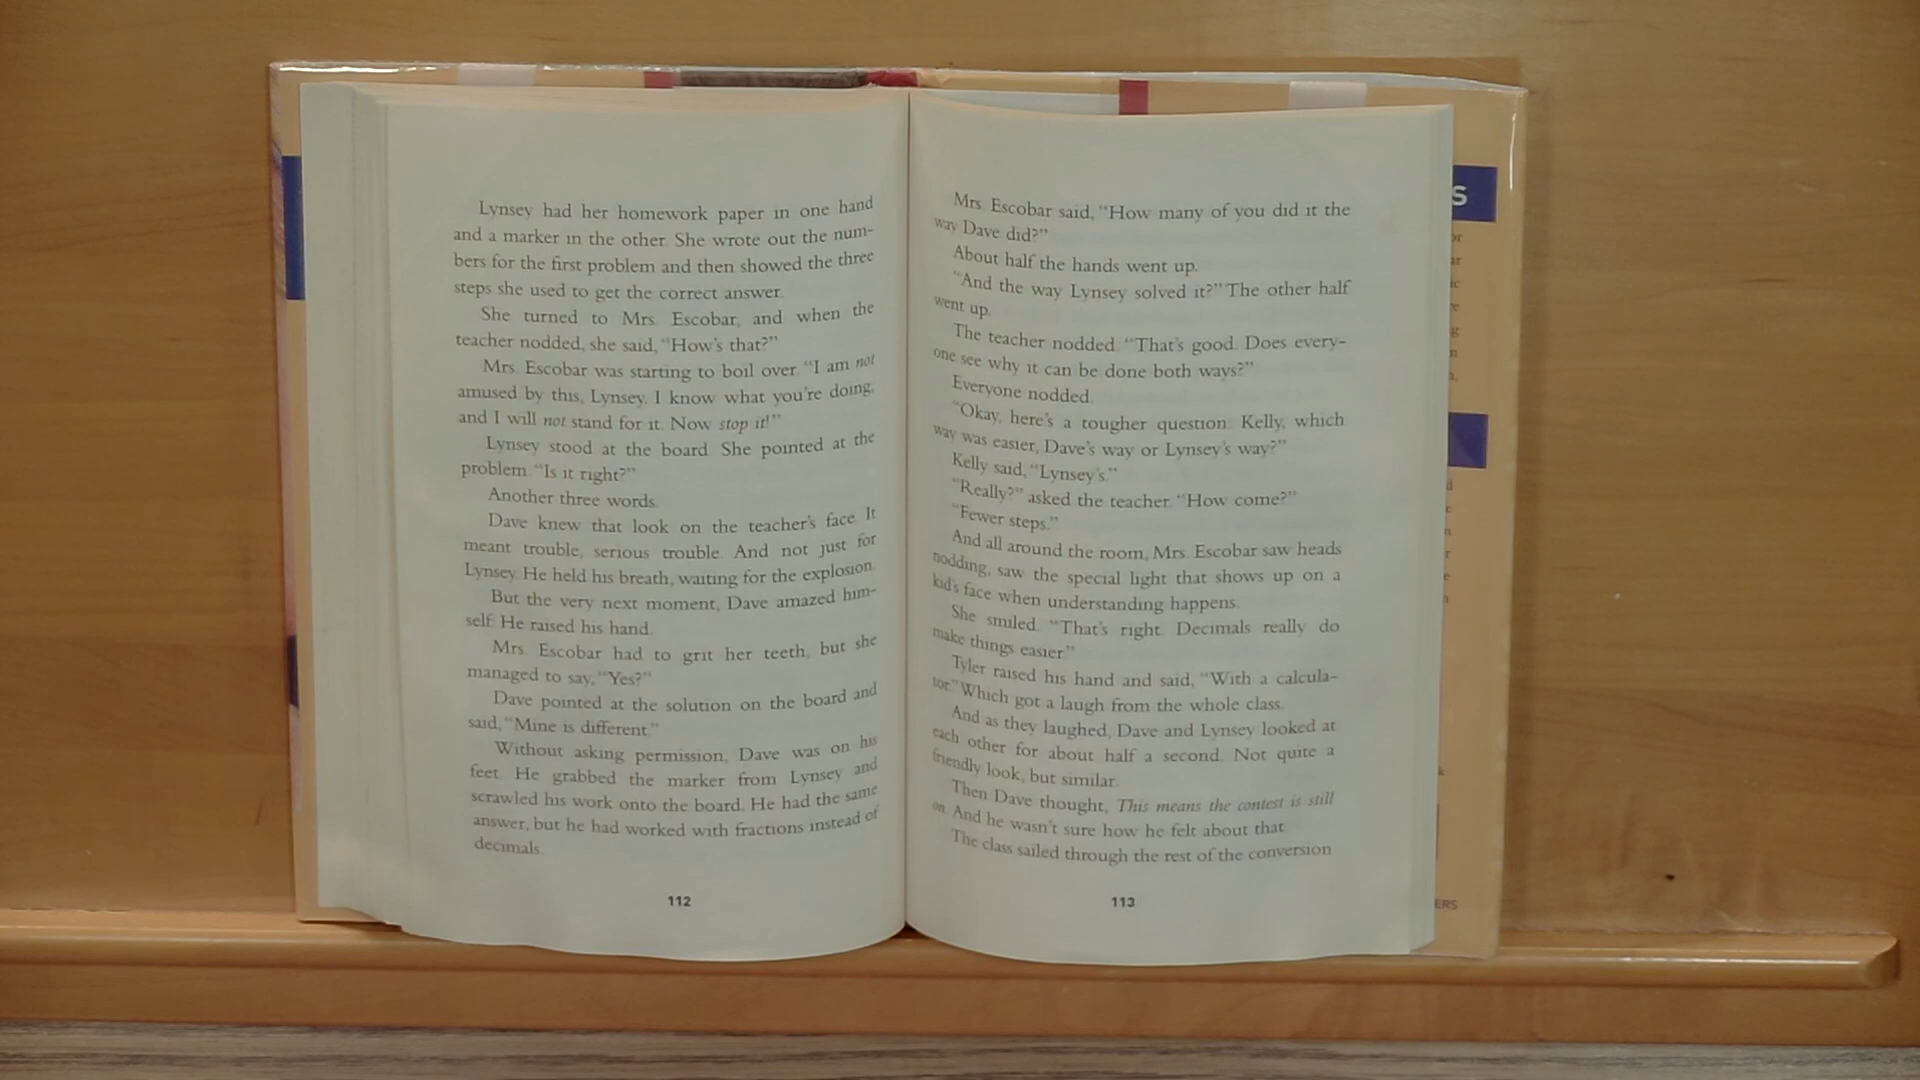 Lynsey had her homework paper in one hand
and a marker in the other. She wrote out the num-
bers for the first problem and then showed the three
steps she used to get the correct answer.
She turned to Mrs. Escobar, and when the
teacher nodded, she said, “How’s that?”
Mrs. Escobar was starting to boil over. “I am not
amused by this, Lynsey. I know what you’re doing,
and I will not stand for it. Now stop it!”
Lynsey stood at the board. She pointed at the
problem. “Is it right?”
Another three words.
Dave knew that look on the teacher’s face. It
meant trouble, serious trouble. And not just for
Lynsey. He held his breath, waiting for the explosion.
But the very next moment, Dave amazed him-
self: He raised his hand.
Mrs. Escobar had to grit her teeth, but she
managed to say, “Yes?”
Dave pointed at the solution on the board and
said, “Mine is different.”
Without asking permission, Dave was on his
feet. He grabbed the marker from Lynsey and
scrawled his work onto the board. He had the same
answer, but he had worked with fractions instead of
decimals.
112
Mrs. Escobar said, “How many of you did it the
way Dave did?”
About half the hands went up.
“And the way Lynsey solved it?” The other half
went up.
The teacher nodded. “That’s good. Does every-
one see why it can be done both ways?”
Everyone nodded.
“Okay, here’s a tougher question: Kelly, which
way was easier, Dave’s way or Lynsey’s way?”
Kelly said, “Lynsey’s.”
“Really?” asked the teacher. “How come?”
“Fewer steps.”
And all around the room, Mrs. Escobar saw heads
nodding, saw the special light that shows up on a
kid’s face when understanding happens.
She smiled. “That’s right. Decimals really do
make things easier.”
Tyler raised his hand and said, “With a calcula-
tor.” Which got a laugh from the whole class.
And as they laughed, Dave and Lynsey looked at
each other for about half a second. Not quite a
friendly look, but similar.
Then Dave thought, This means the contest is still
on. And he wasn’t sure how he felt about that.
The class sailed through the rest of the conversion
113
S
ERS